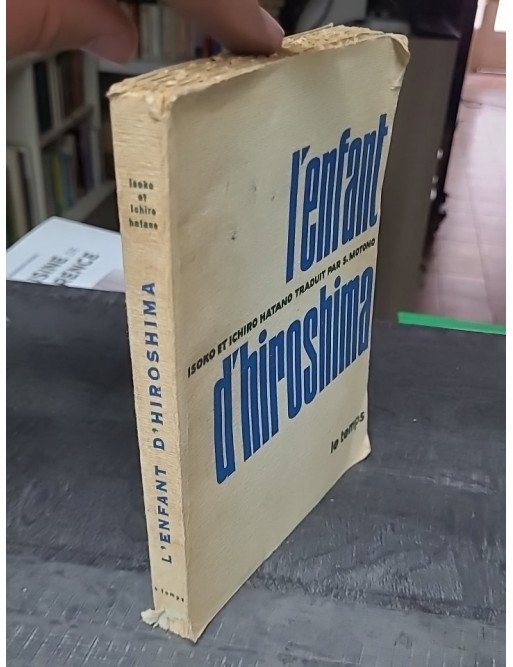 Isoko
et
Ichiro
hatano
L'ENFANT D'HIROSHIMA
l'enfant
ISOKO ET ICHIRO HATANO TRADUIT PAR S. MOTONO
d'hiroshima
le temps